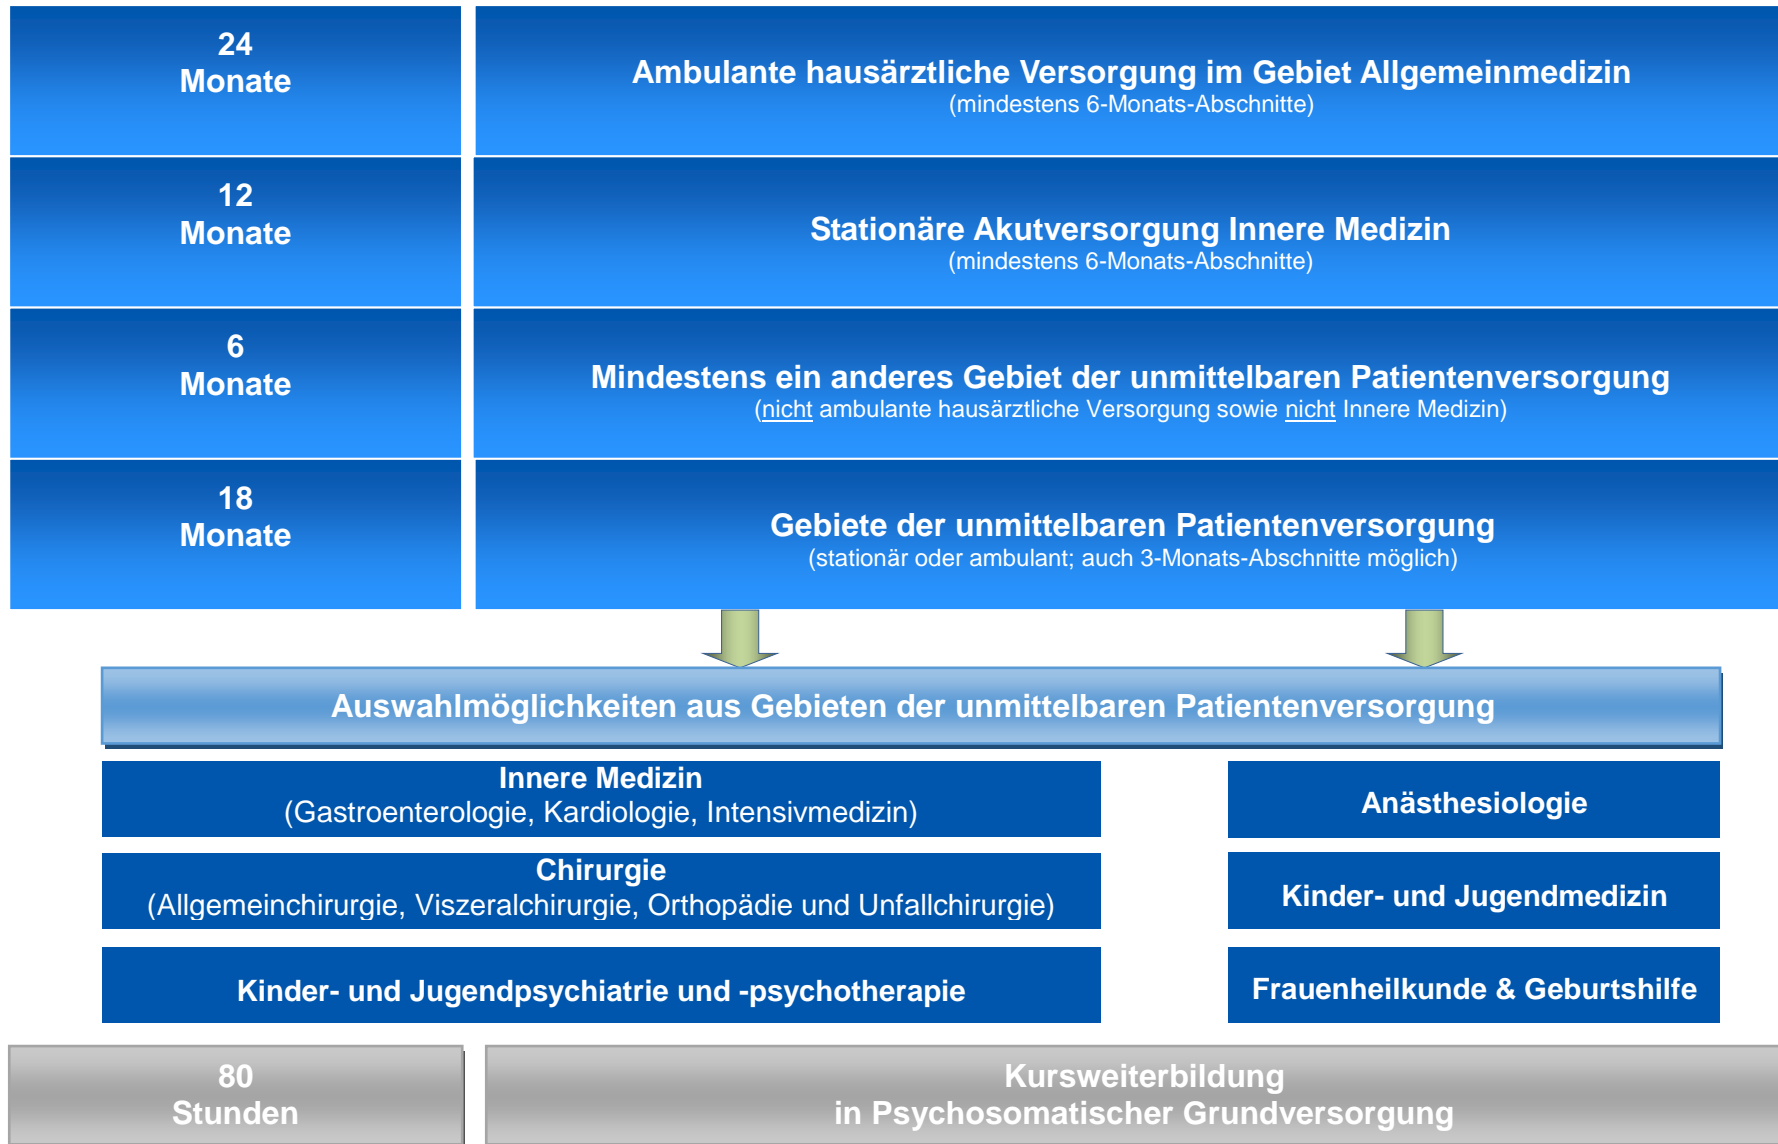 24
Monate
Ambulante hausärztliche Versorgung im Gebiet Allgemeinmedizin
(mindestens 6-Monats-Abschnitte)
12
Monate
Stationäre Akutversorgung Innere Medizin
(mindestens 6-Monats-Abschnitte)
6
Monate
Mindestens ein anderes Gebiet der unmittelbaren Patientenversorgung
(nicht ambulante hausärztliche Versorgung sowie nicht Innere Medizin)
18
Monate
Gebiete der unmittelbaren Patientenversorgung
(stationär oder ambulant; auch 3-Monats-Abschnitte möglich)
Auswahlmöglichkeiten aus Gebieten der unmittelbaren Patientenversorgung
Innere Medizin
(Gastroenterologie, Kardiologie, Intensivmedizin)
Anästhesiologie
Chirurgie
(Allgemeinchirurgie, Viszeralchirurgie, Orthopädie und Unfallchirurgie)
Kinder- und Jugendmedizin
Kinder- und Jugendpsychiatrie und -psychotherapie
Frauenheilkunde & Geburtshilfe
80
Stunden
Kursweiterbildung
in Psychosomatischer Grundversorgung